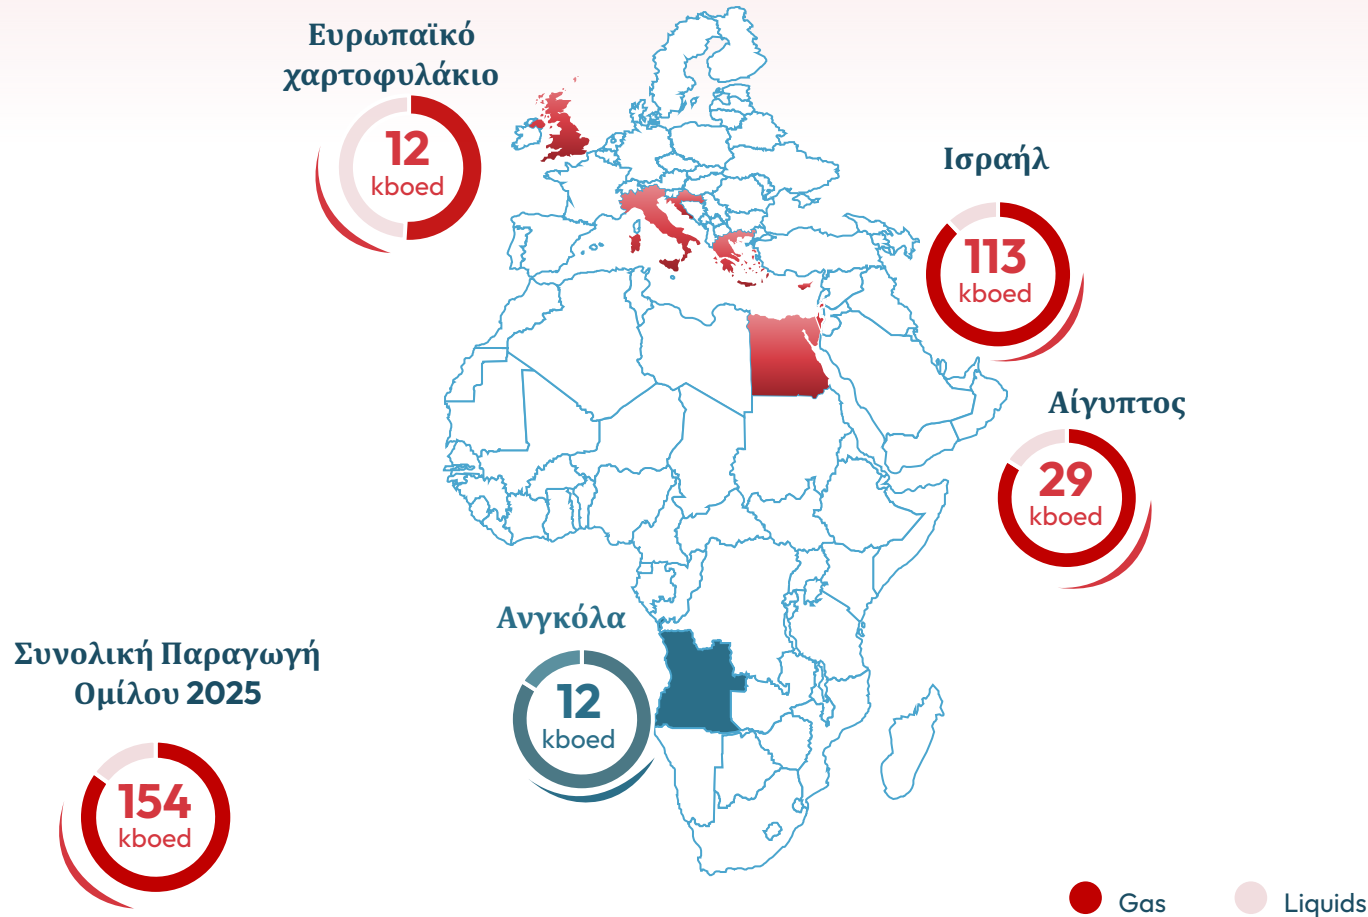 Ευρωπαϊκό
χαρτοφυλάκιο
12
kboed
Ισραήλ
113
kboed
Αίγυπτος
29
kboed
Ανγκόλα
12
kboed
Συνολική Παραγωγή
Ομίλου 2025
154
kboed
Gas
Liquids